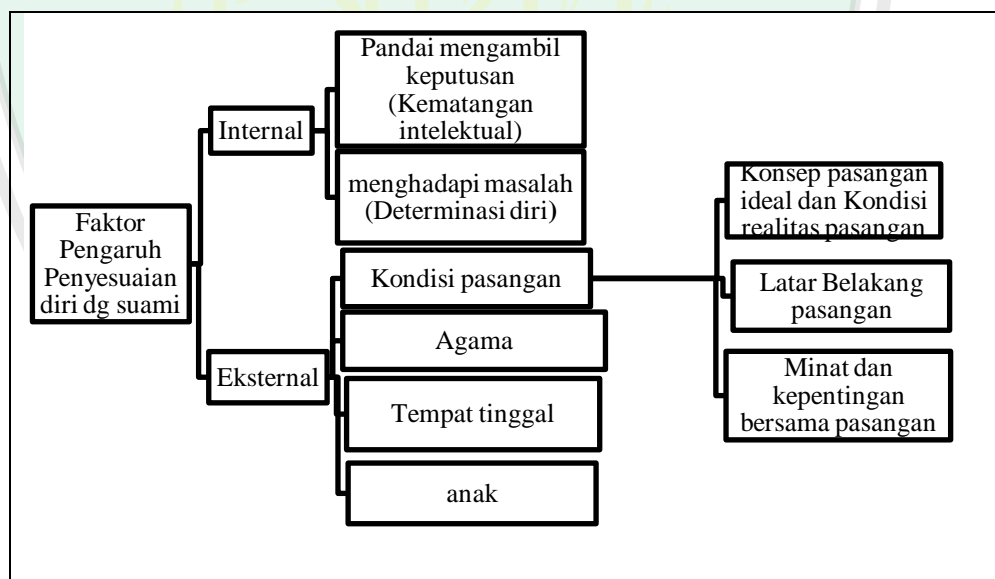 Faktor
Pengaruh
Penyesuaian
diri dg suami
Internal
Pandai mengambil
keputusan
(Kematangan
intelektual)
menghadapi masalah
(Determinasi diri)
Eksternal
Kondisi pasangan
Konsep pasangan
ideal dan Kondisi
realitas pasangan
Latar Belakang
pasangan
Minat dan
kepentingan
bersama pasangan
Agama
Tempat tinggal
anak